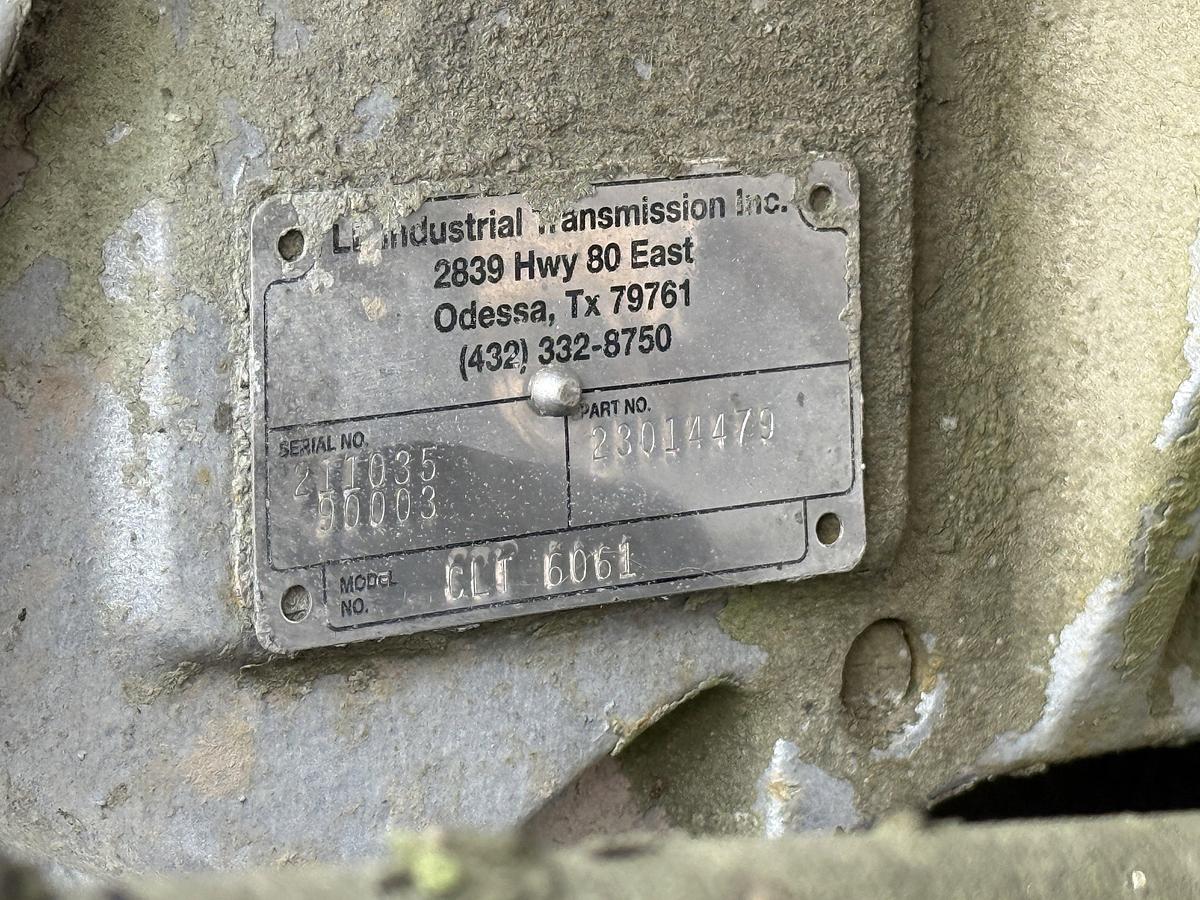 Industrial Transmission Inc.
2839 Hwy 80 East
Odessa, Tx 79761
(432) 332-8750
SERIAL NO.
211035
90003
PART NO.
23014479
MODEL NO.
CLT 6061